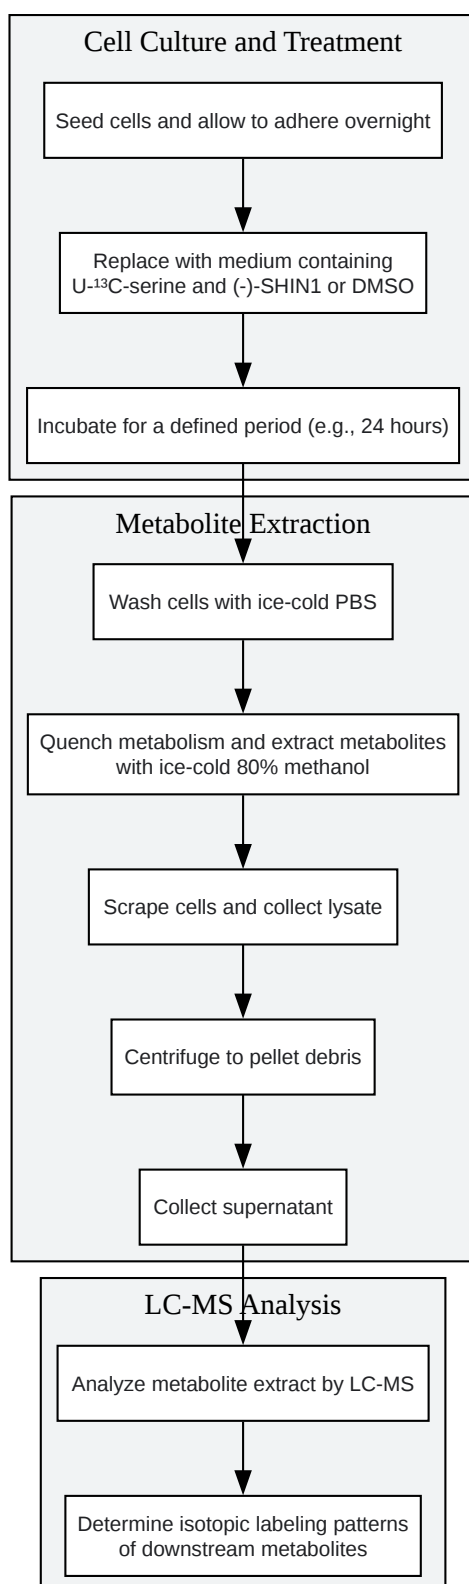 Cell Culture and Treatment
Seed cells and allow to adhere overnight
Replace with medium containing
U-¹³C-serine and (-)-SHIN1 or DMSO
Incubate for a defined period (e.g., 24 hours)
Metabolite Extraction
Wash cells with ice-cold PBS
Quench metabolism and extract metabolites
with ice-cold 80% methanol
Scrape cells and collect lysate
Centrifuge to pellet debris
Collect supernatant
LC-MS Analysis
Analyze metabolite extract by LC-MS
Determine isotopic labeling patterns
of downstream metabolites